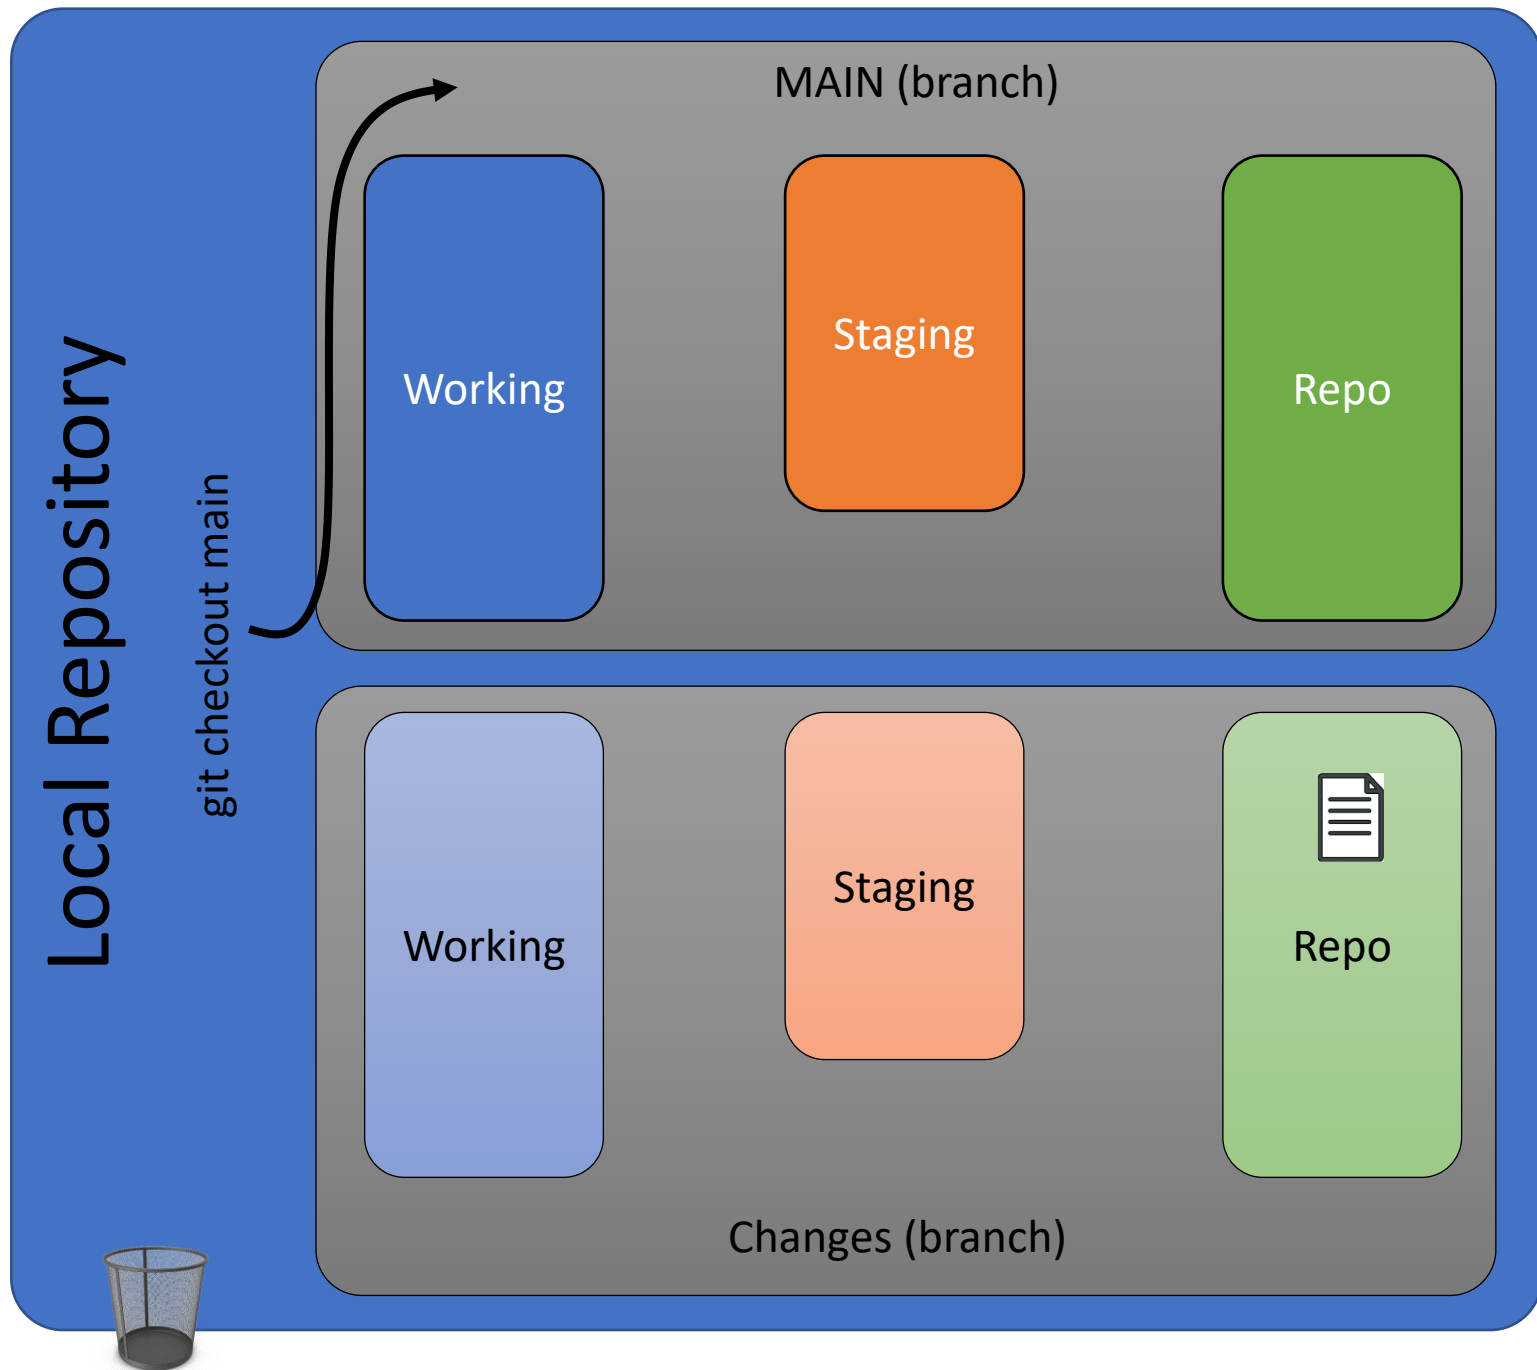 Local Repository
git checkout main
MAIN (branch)
Working
Staging
Repo
Working
Staging
Repo
Changes (branch)